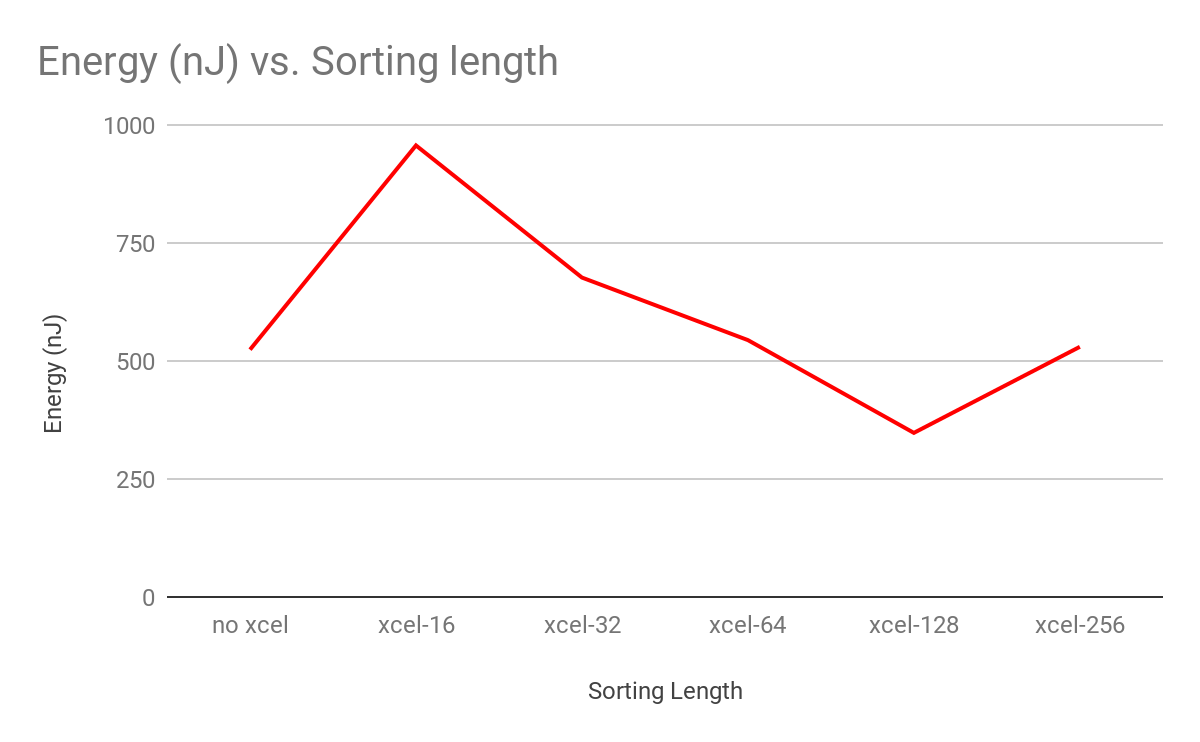 Energy (nJ) vs. Sorting length
1000
750
500
250
0
Energy (nJ)
no xcel
xcel-16
xcel-32
xcel-64
xcel-128
xcel-256
Sorting Length